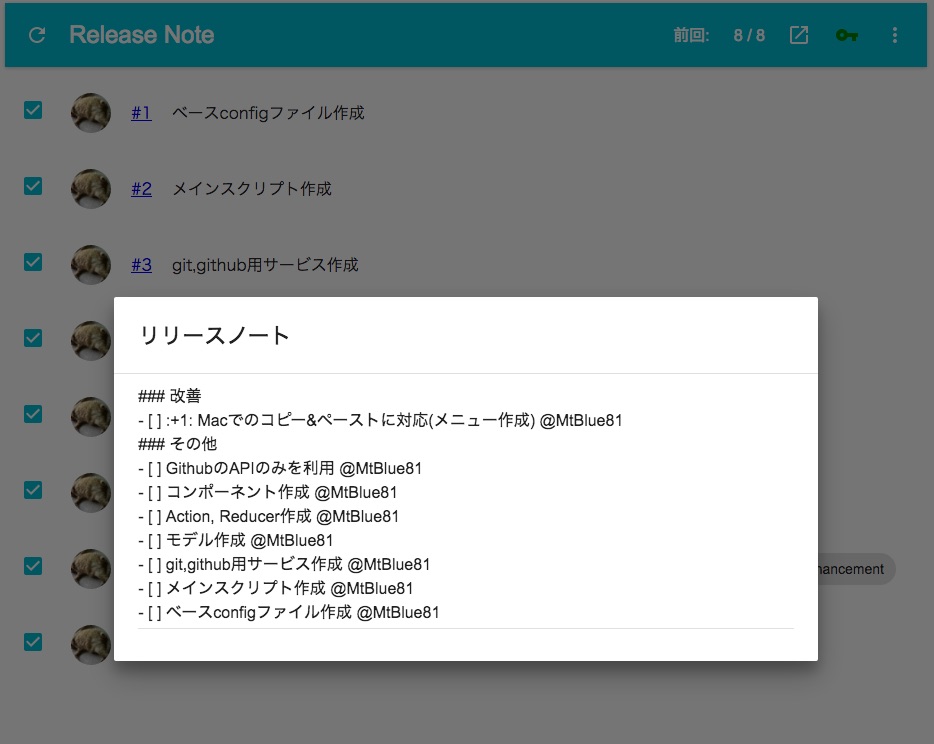 Release Note
前回: 8 / 8
#1 ベースconfigファイル作成
#2 メインスクリプト作成
#3 git,github用サービス作成
リリースノート
### 改善
- [ ] :+1: Macでのコピー&ペーストに対応(メニュー作成) @MtBlue81
### その他
- [ ] GithubのAPIのみを利用 @MtBlue81
- [ ] コンポーネント作成 @MtBlue81
- [ ] Action, Reducer作成 @MtBlue81
- [ ] モデル作成 @MtBlue81
- [ ] git,github用サービス作成 @MtBlue81
- [ ] メインスクリプト作成 @MtBlue81
- [ ] ベースconfigファイル作成 @MtBlue81